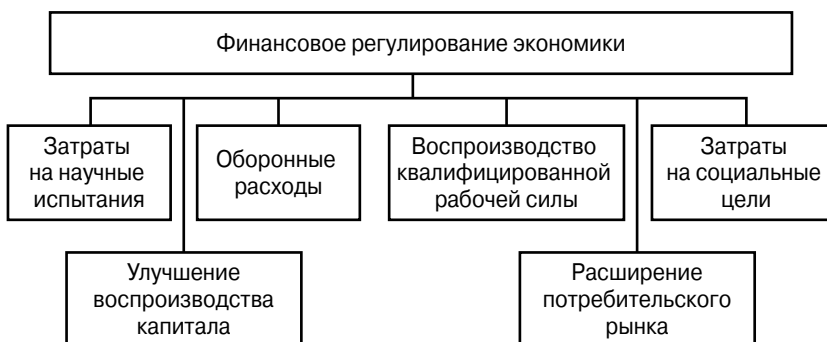 Финансовое регулирование экономики
Затраты
на научные
испытания
Оборонные
расходы
Воспроизводство
квалифицированной
рабочей силы
Затраты
на социальные
цели
Улучшение
воспроизводства
капитала
Расширение
потребительского
рынка